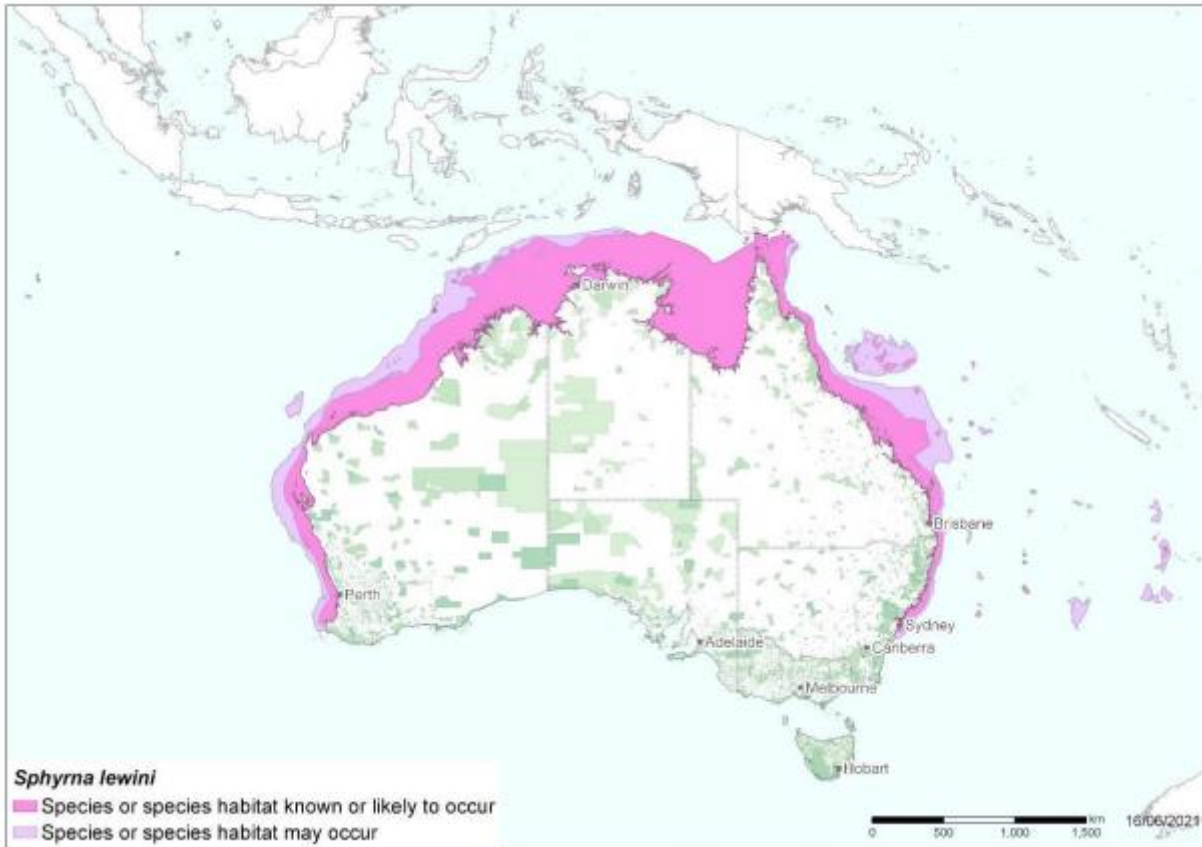 Darwin
Brisbane
Perth
Sydney
Adelaide
Canberra
Melbourne
Hobart
Sphyrna lewini
Species or species habitat known or likely to occur
Species or species habitat may occur
km
0 500 1,000 1,500
16/06/2021